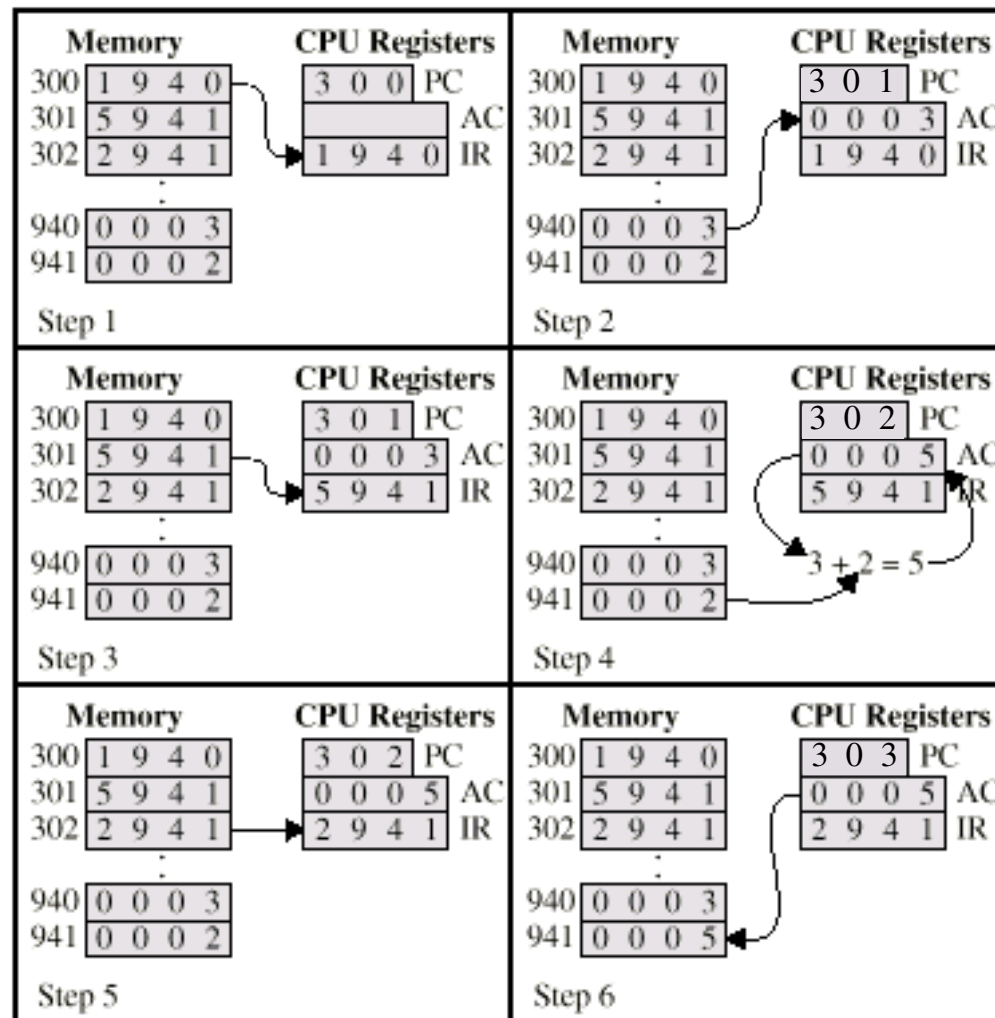 Memory CPU Registers
300 1 9 4 0 3 0 0 PC
301 5 9 4 1 AC
302 2 9 4 1 1 9 4 0 IR
:
940 0 0 0 3
941 0 0 0 2
Step 1
Memory CPU Registers
300 1 9 4 0 3 0 1 PC
301 5 9 4 1 0 0 0 3 AC
302 2 9 4 1 1 9 4 0 IR
:
940 0 0 0 3
941 0 0 0 2
Step 2
Memory CPU Registers
300 1 9 4 0 3 0 1 PC
301 5 9 4 1 0 0 0 3 AC
302 2 9 4 1 5 9 4 1 IR
:
940 0 0 0 3
941 0 0 0 2
Step 3
Memory CPU Registers
300 1 9 4 0 3 0 2 PC
301 5 9 4 1 0 0 0 5 AC
302 2 9 4 1 5 9 4 1 IR
:
940 0 0 0 3 3 + 2 = 5
941 0 0 0 2
Step 4
Memory CPU Registers
300 1 9 4 0 3 0 2 PC
301 5 9 4 1 0 0 0 5 AC
302 2 9 4 1 2 9 4 1 IR
:
940 0 0 0 3
941 0 0 0 2
Step 5
Memory CPU Registers
300 1 9 4 0 3 0 3 PC
301 5 9 4 1 0 0 0 5 AC
302 2 9 4 1 2 9 4 1 IR
:
940 0 0 0 3
941 0 0 0 5
Step 6